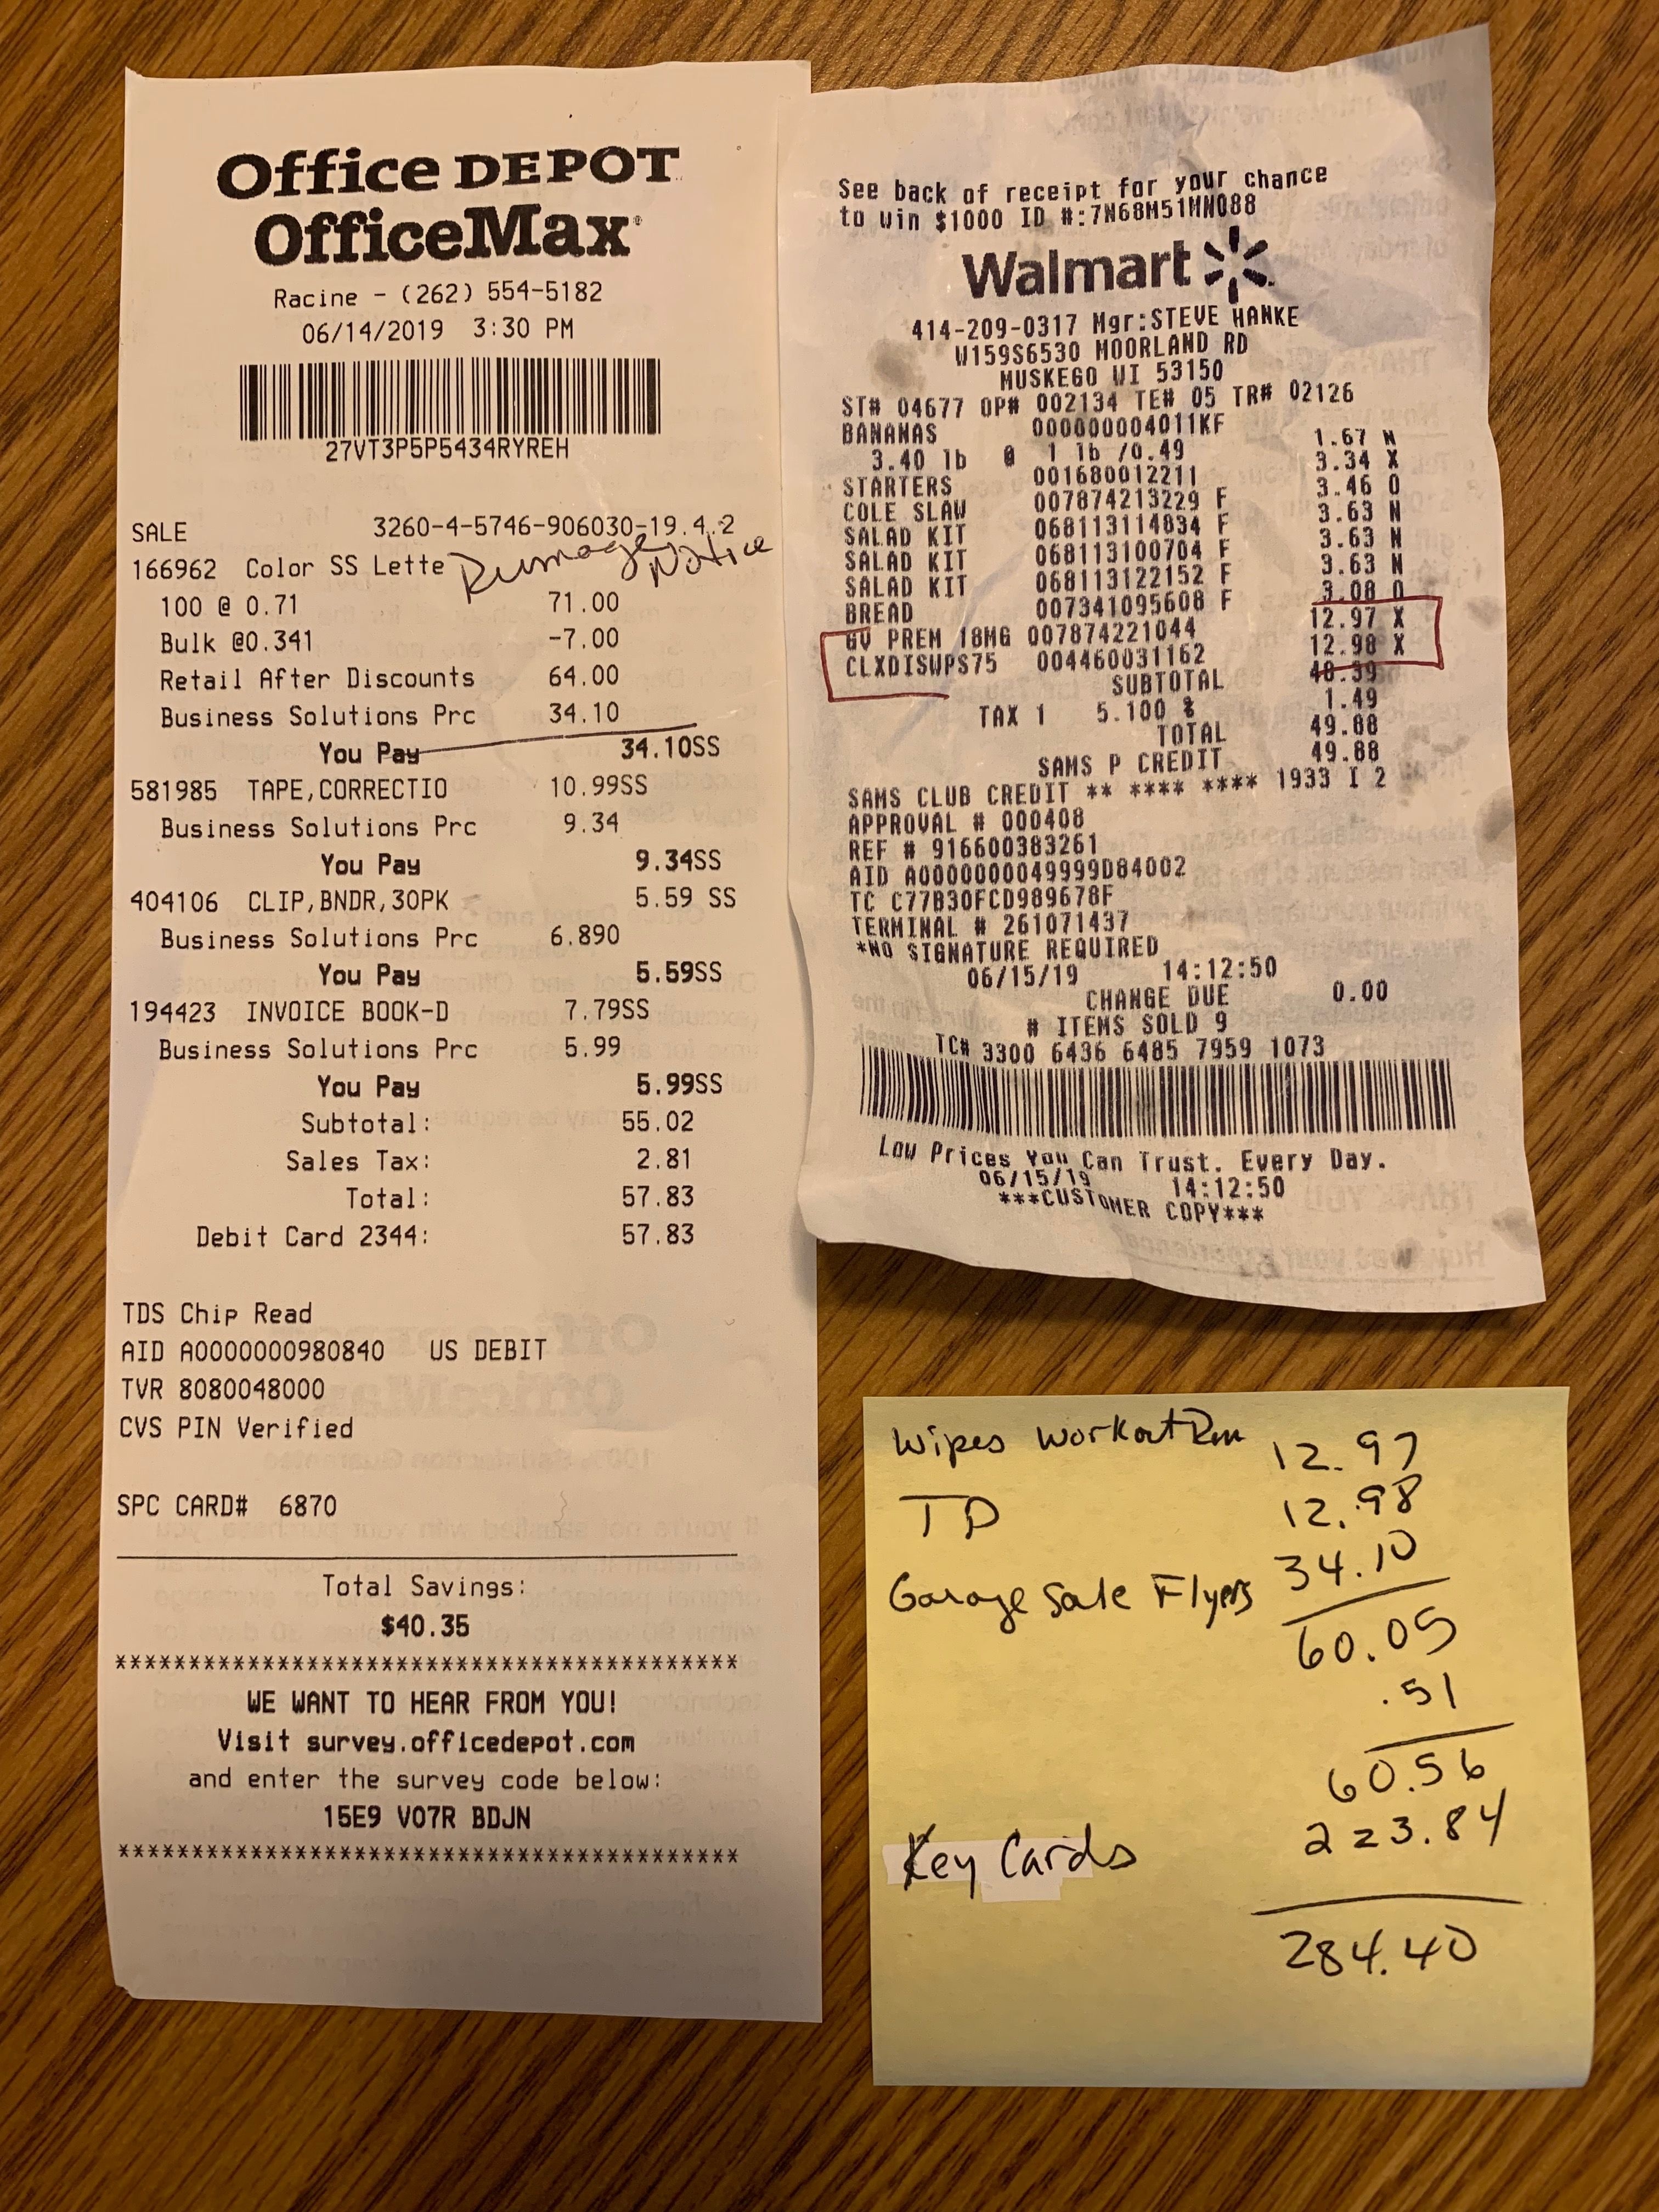 Office DEPOT
OfficeMax
Racine - (262) 554-5182
06/14/2019 3:30 PM
27VT3P5P5434RYREH
SALE 3260-4-5746-906030-19.4.2
166962 Color SS Lette Rummage Notice
100 @ 0.71 71.00
Bulk @0.341 -7.00
Retail After Discounts 64.00
Business Solutions Prc 34.10
You Pay 34.10SS
581985 TAPE,CORRECTIO 10.99SS
Business Solutions Prc 9.34
You Pay 9.34SS
404106 CLIP,BNDR,30PK 5.59 SS
Business Solutions Prc 6.890
You Pay 5.59SS
194423 INVOICE BOOK-D 7.79SS
Business Solutions Prc 5.99
You Pay 5.99SS
Subtotal: 55.02
Sales Tax: 2.81
Total: 57.83
Debit Card 2344: 57.83
TDS Chip Read
AID A0000000980840 US DEBIT
TVR 8080048000
CVS PIN Verified
SPC CARD# 6870
Total Savings:
$40.35
******************************************
WE WANT TO HEAR FROM YOU!
Visit survey.officedepot.com
and enter the survey code below:
15E9 V07R BDJN
******************************************
See back of receipt for your chance
to win $1000 ID #:7N68M51MNQ88
Walmart
414-209-0317 Mgr:STEVE HANKE
W159S6530 MOORLAND RD
MUSKEGO WI 53150
ST# 04677 OP# 002134 TE# 05 TR# 02126
BANANAS 000000004011KF
3.40 lb @ 1 lb /0.49 1.67 N
STARTERS 001680012211 3.34 X
COLE SLAW 007874213229 F 3.46 O
SALAD KIT 068113114834 F 3.63 N
SALAD KIT 068113100704 F 3.63 N
SALAD KIT 068113122152 F 3.63 N
BREAD 007341095608 F 3.08 O
GV PREM 18MG 007874221044 12.97 X
CLXDISWPS75 004460031162 12.98 X
SUBTOTAL 48.39
TAX 1 5.100 % 1.49
TOTAL 49.88
SAMS P CREDIT 49.88
SAMS CLUB CREDIT ** **** **** 1933 I 2
APPROVAL # 000408
REF # 916600383261
AID A0000000049999D84002
TC C77B30FCD989678F
TERMINAL # 261071437
*NO SIGNATURE REQUIRED
06/15/19 14:12:50
CHANGE DUE 0.00
# ITEMS SOLD 9
TC# 3300 6436 6485 7959 1073
Low Prices You Can Trust. Every Day.
06/15/19 14:12:50
***CUSTOMER COPY***
Wipes Workout Rm 12.97
TP 12.98
Garage Sale Flyers 34.10
60.05
.51
60.56
Key Cards 223.84
284.40